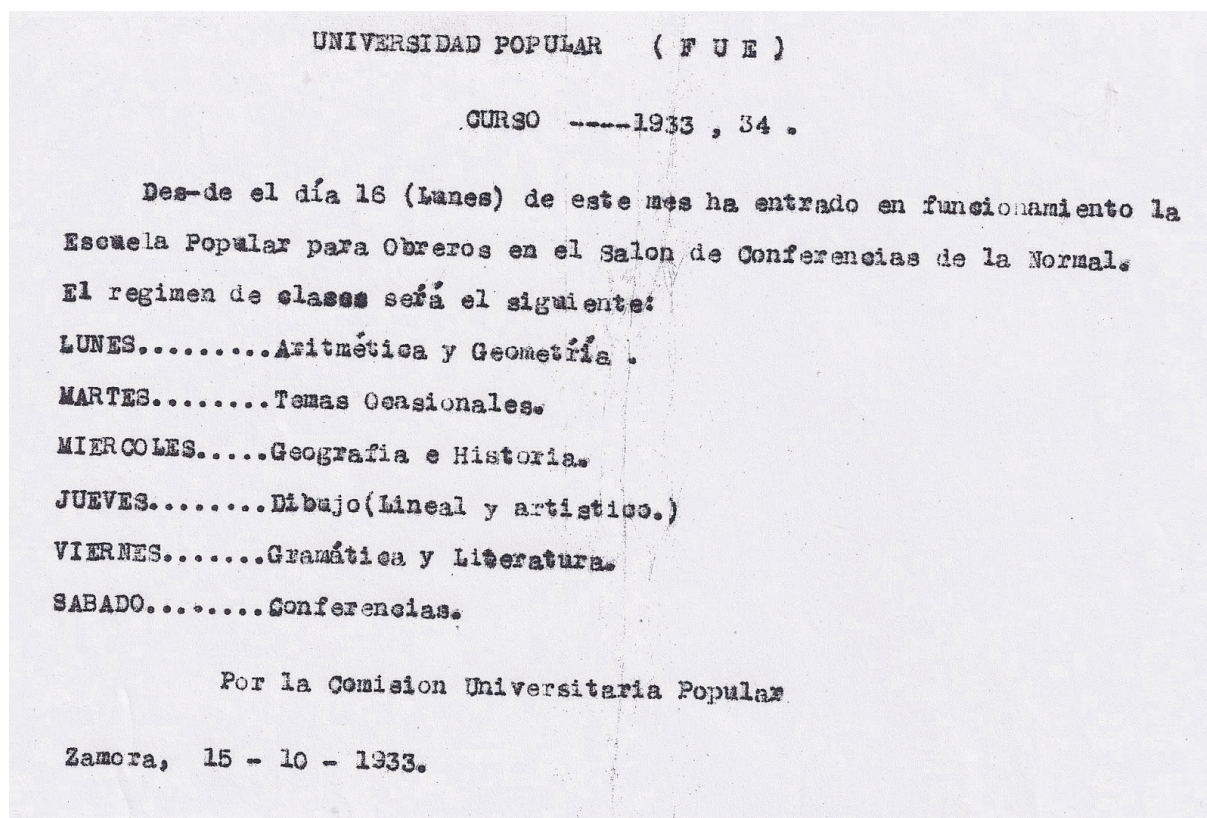 UNIVERSIDAD POPULAR ( F U E )
CURSO ----1933 , 34 .
Des-de el día 16 (Lunes) de este mes ha entrado en funcionamiento la
Escuela Popular para Obreros en el Salon de Conferencias de la Normal.
El regimen de clases será el siguiente:
LUNES.........Aritmética y Geometría .
MARTES........Temas Ocasionales.
MIERCOLES.....Geografia e Historia.
JUEVES........Dibujo(Lineal y artistico.)
VIERNES.......Gramática y Literatura.
SABADO........Conferencias.
Por la Comision Universitaria Popular
Zamora, 15 - 10 - 1933.